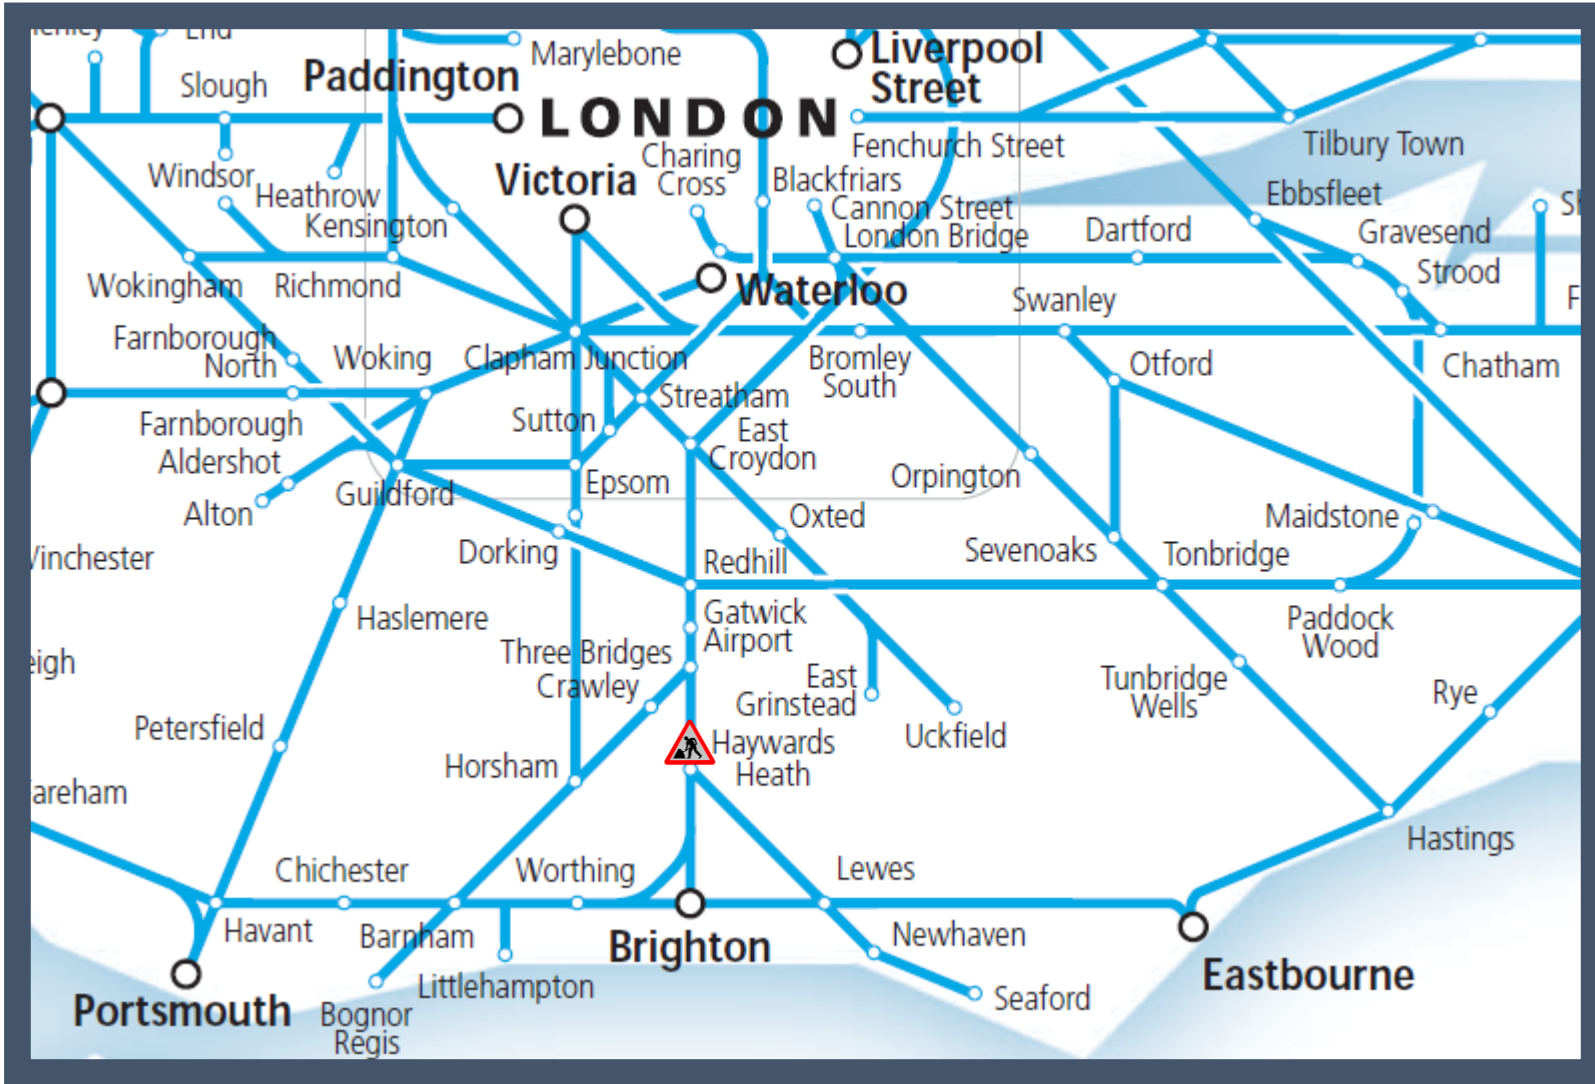 Slough
Paddington
Marylebone
Liverpool
Street
LONDON
Windsor
Heathrow
Kensington
Victoria
Charing
Cross
Blackfriars
Cannon Street
London Bridge
Fenchurch Street
Tilbury Town
Ebbsfleet
Dartford
Gravesend
Strood
Wokingham
Richmond
Waterloo
Swanley
Farnborough
North
Woking
Clapham Junction
Bromley
South
Otford
Chatham
Farnborough
Aldershot
Alton
Guildford
Sutton
Streatham
East
Croydon
Epsom
Orpington
Maidstone
Dorking
Oxted
Redhill
Sevenoaks
Tonbridge
Haslemere
Gatwick
Airport
Three Bridges
Crawley
East
Grinstead
Uckfield
Paddock
Wood
Tunbridge
Wells
Rye
Petersfield
Horsham
Haywards
Heath
Hastings
Chichester
Worthing
Lewes
Havant
Barnham
Littlehampton
Brighton
Newhaven
Seaford
Eastbourne
Portsmouth
Bognor
Regis